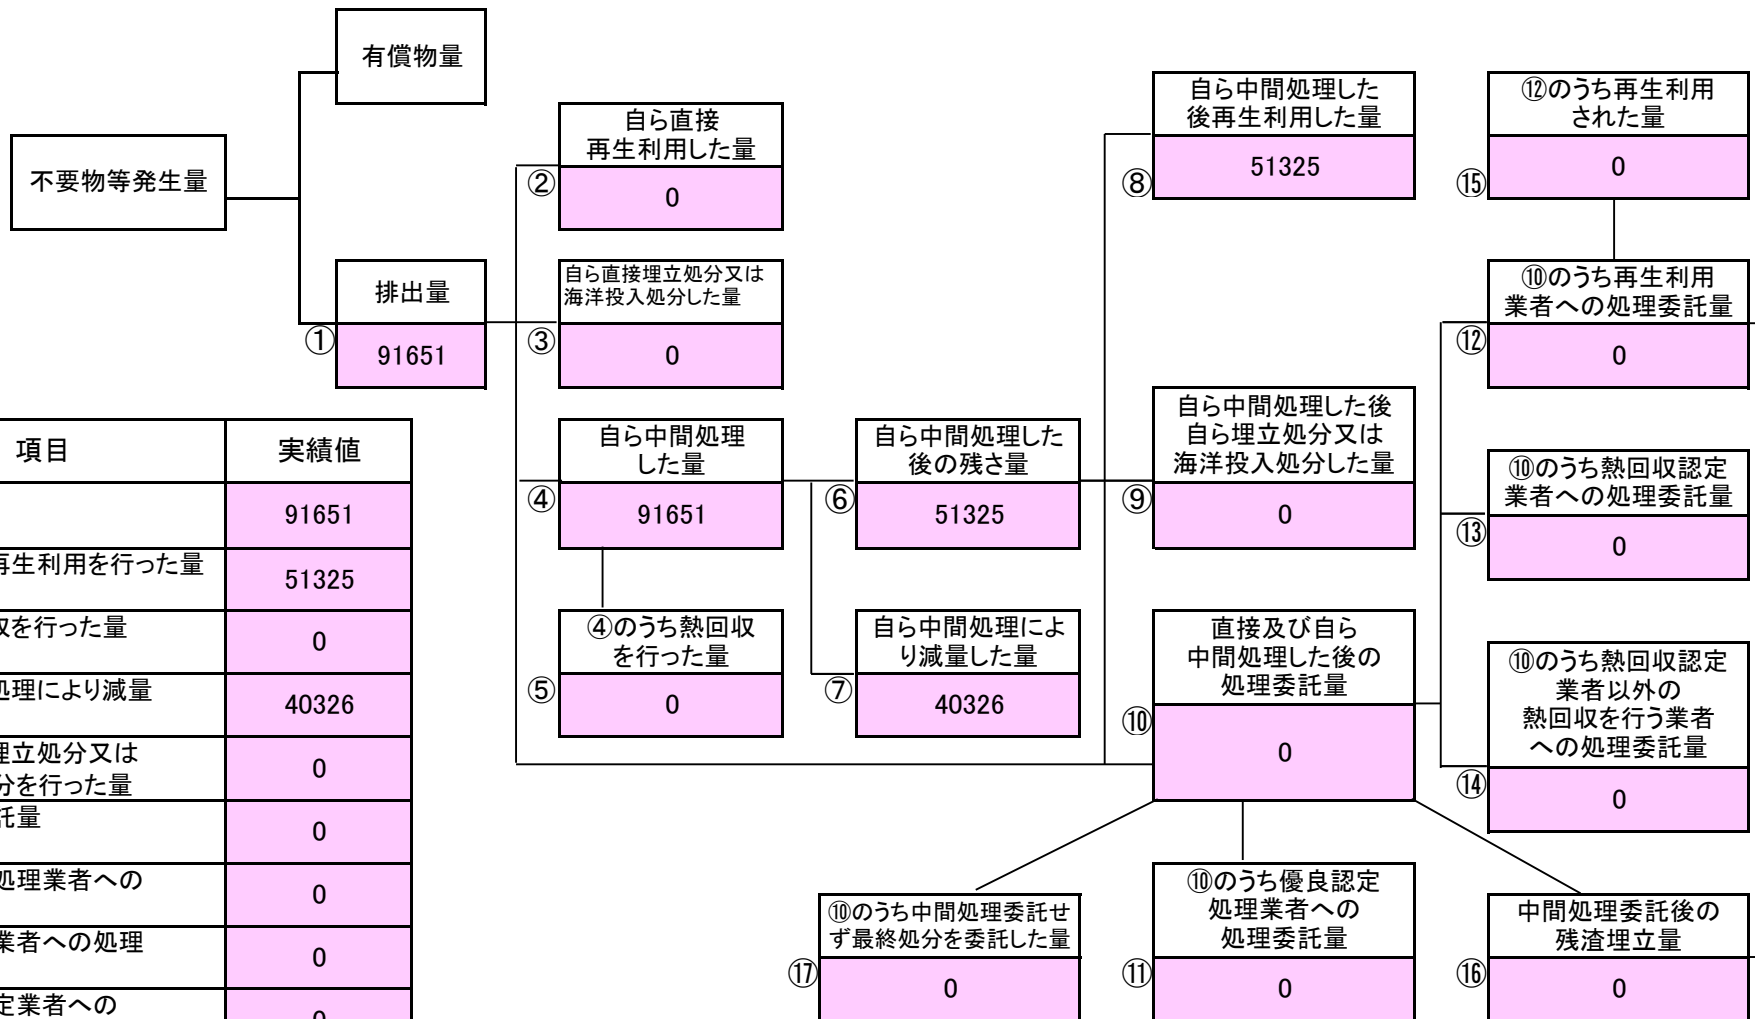 有償物量
不要物等発生量
排出量
①
91651
自ら直接
再生利用した量
②
0
自ら直接埋立処分又は
海洋投入処分した量
③
0
自ら中間処理
した量
④
91651
④のうち熱回収
を行った量
⑤
0
自ら中間処理した
後の残さ量
⑥
51325
自ら中間処理によ
り減量した量
⑦
40326
自ら中間処理した
後再生利用した量
⑧
51325
自ら中間処理した後
自ら埋立処分又は
海洋投入処分した量
⑨
0
直接及び自ら
中間処理した後の
処理委託量
⑩
0
⑫のうち再生利用
された量
⑮
0
⑩のうち再生利用
業者への処理委託量
⑫
0
⑩のうち熱回収認定
業者への処理委託量
⑬
0
⑩のうち熱回収認定
業者以外の
熱回収を行う業者
への処理委託量
⑭
0
⑩のうち中間処理委託せ
ず最終処分を委託した量
⑰
0
⑩のうち優良認定
処理業者への
処理委託量
⑪
0
中間処理委託後の
残渣埋立量
⑯
0
項目
実績値
91651
再生利用を行った量
51325
収を行った量
0
処理により減量
40326
埋立処分又は
分を行った量
0
託量
0
処理業者への
0
業者への処理
0
定業者への
0